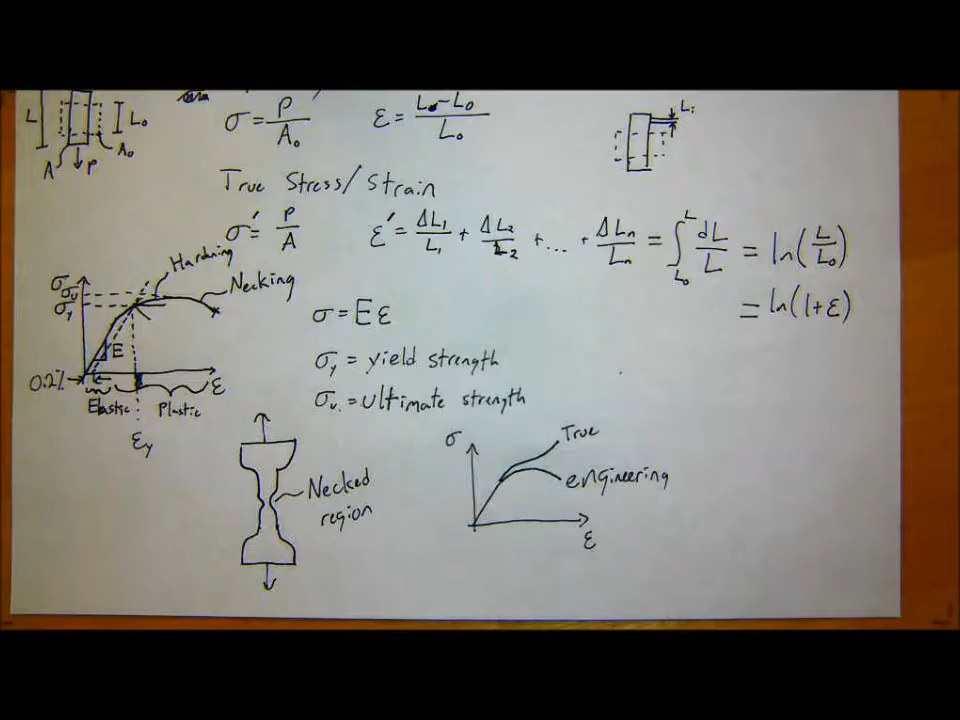 L
L₀
A
P
A₀
σ = P/A₀
ε = (L - L₀)/L₀
Lᵢ
True Stress/Strain
σ' = P/A
ε' = ΔL₁/L₁ + ΔL₂/L₂ + ... + ΔLₙ/Lₙ = ∫_{L₀}^{L} dL/L = ln(L/L₀)
= ln(1+ε)
Hardning
Necking
σ
σᵤ
σᵧ
E
0.2%
ε
Elastic
Plastic
εᵧ
σ = Eε
σᵧ = yield strength
σᵤ = ultimate strength
Necked
region
σ
True
engineering
ε